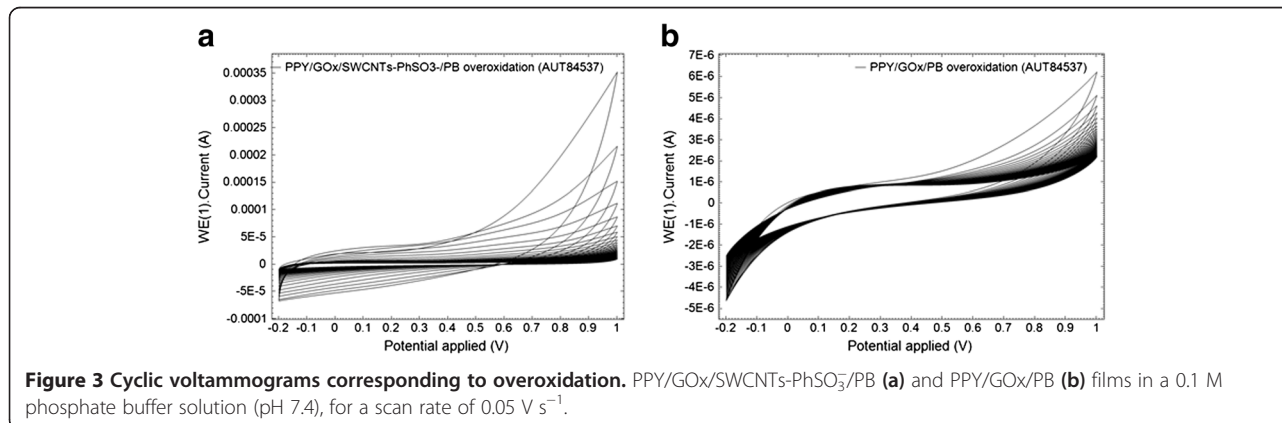 a
b
PPY/GOx/SWCNTs-PhSO3-/PB overoxidation (AUT84537)
0.00035
0.0003
0.00025
0.0002
0.00015
0.0001
5E-5
0
-5E-5
-0.0001
WE(1).Current (A)
-0.2 -0.1 0 0.1 0.2 0.3 0.4 0.5 0.6 0.7 0.8 0.9 1
Potential applied (V)
PPY/GOx/PB overoxidation (AUT84537)
7E-6
6E-6
5E-6
4E-6
3E-6
2E-6
1E-6
0
-1E-6
-2E-6
-3E-6
-4E-6
-5E-6
WE(1).Current (A)
-0.2 -0.1 0 0.1 0.2 0.3 0.4 0.5 0.6 0.7 0.8 0.9 1
Potential applied (V)
Figure 3 Cyclic voltammograms corresponding to overoxidation. PPY/GOx/SWCNTs-PhSO₃⁻/PB (a) and PPY/GOx/PB (b) films in a 0.1 M
phosphate buffer solution (pH 7.4), for a scan rate of 0.05 V s⁻¹.